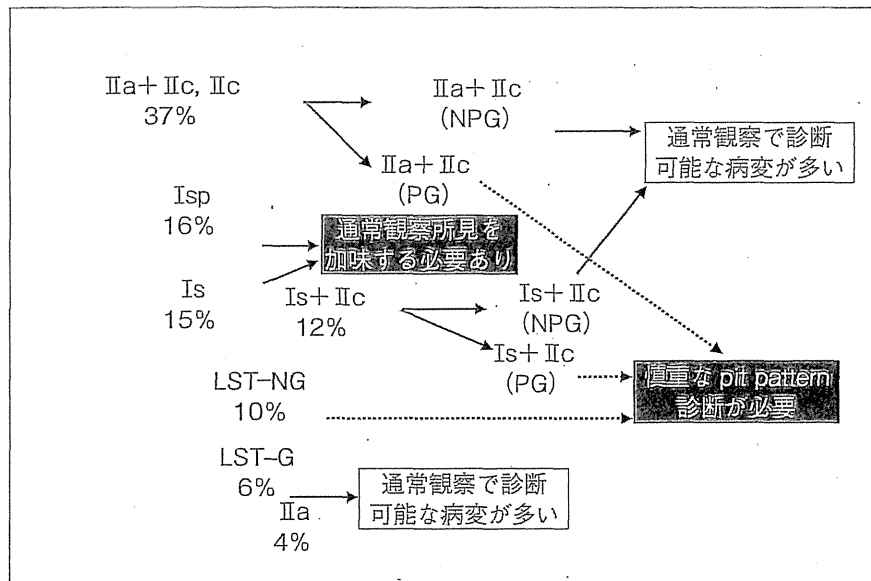 Ⅱa+Ⅱc, Ⅱc
37%
Ⅱa+Ⅱc
(NPG)
通常観察で診断
可能な病変が多い
Ⅱa+Ⅱc
(PG)
Isp
16%
通常観察所見を
加味する必要あり
Is
15%
Is+Ⅱc
12%
Is+Ⅱc
(NPG)
Is+Ⅱc
(PG)
慎重な pit pattern
診断が必要
LST-NG
10%
LST-G
6%
通常観察で診断
可能な病変が多い
Ⅱa
4%